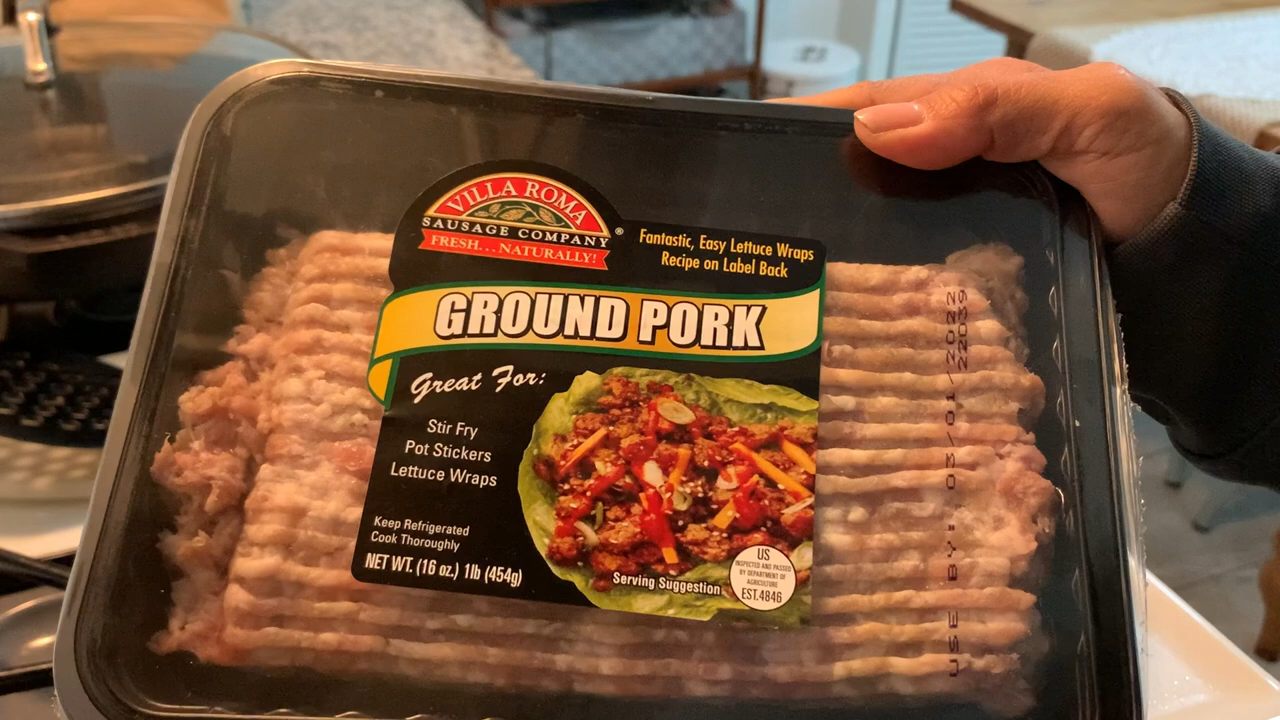 VILLA ROMA
SAUSAGE COMPANY®
FRESH...NATURALLY!
Fantastic, Easy Lettuce Wraps
Recipe on Label Back
GROUND PORK
Great For:
Stir Fry
Pot Stickers
Lettuce Wraps
Keep Refrigerated
Cook Thoroughly
NET WT. (16 oz.) 1lb (454g)
Serving Suggestion
US
INSPECTED AND PASSED
BY DEPARTMENT OF
AGRICULTURE
EST.4846
USE BY: 03/01/2022
22039